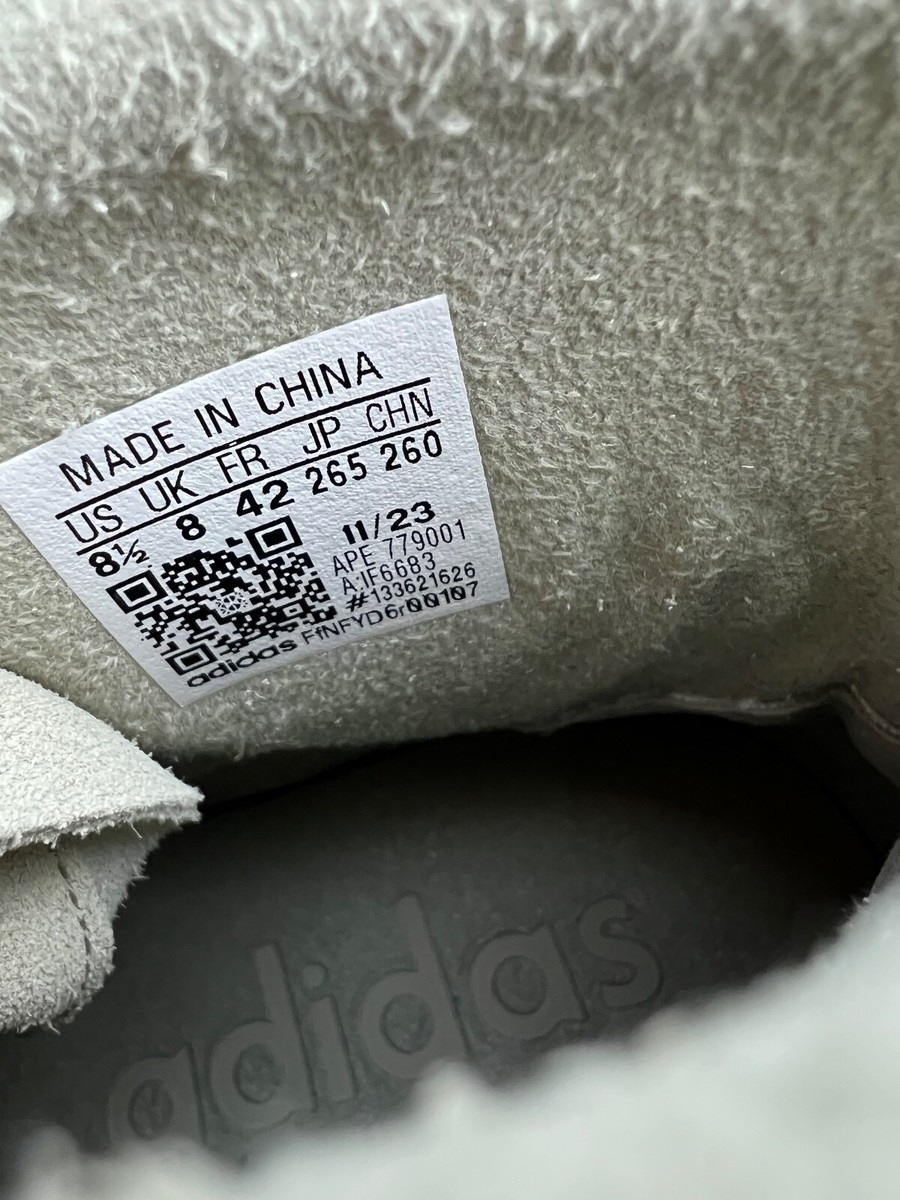 MADE IN CHINA
US UK FR JP CHN
8½ 8 42 265 260
11/23
APE 779001
A:IF6683
#133621626
adidas FfNFYD6r00107
adidas